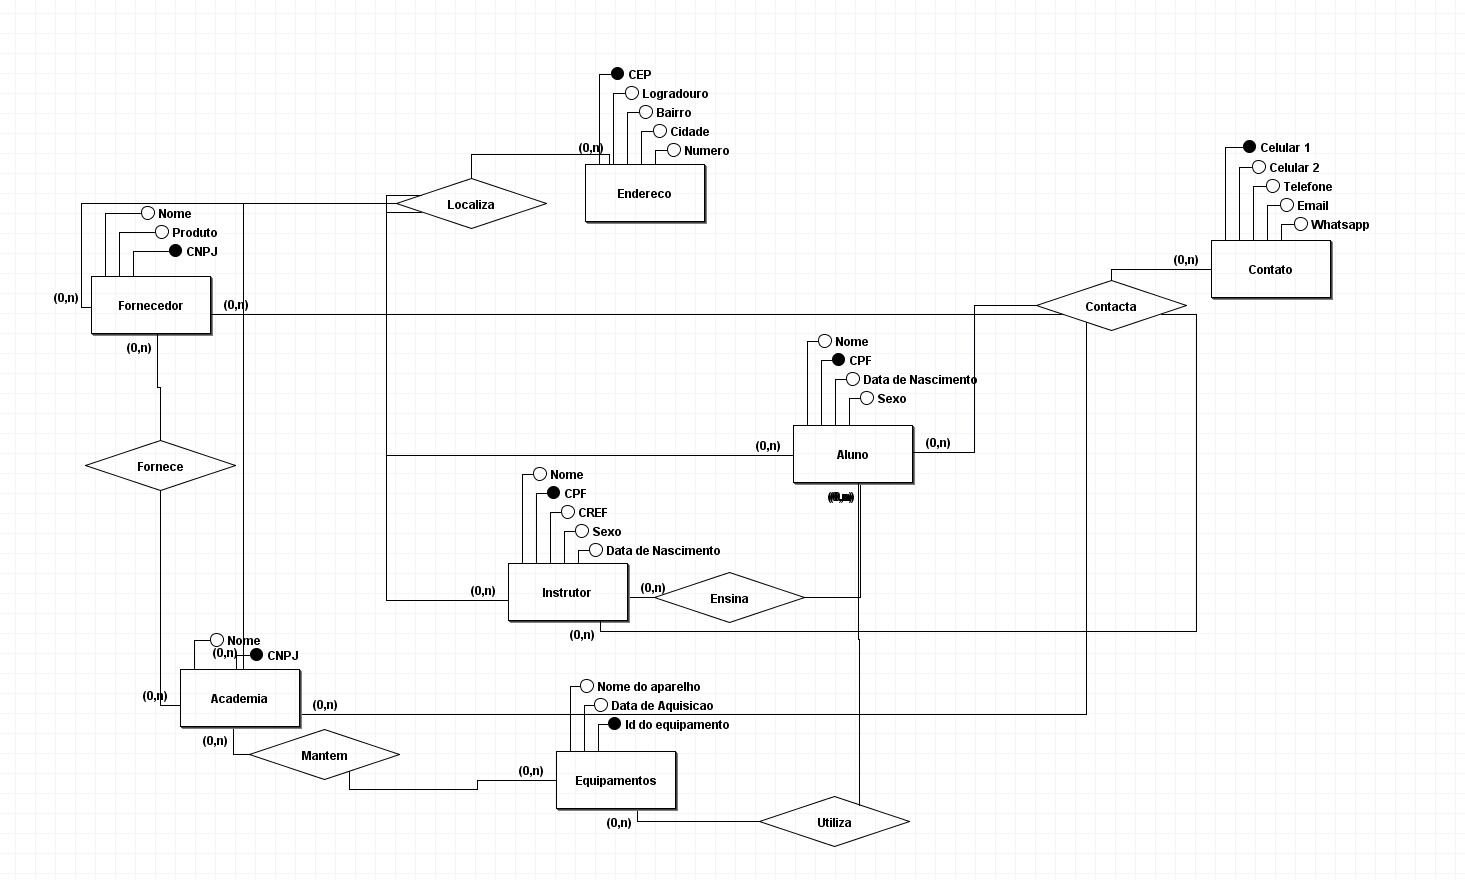 CEP
Logradouro
Bairro
Cidade
Numero
(0,n)
Endereco
Localiza
Celular 1
Celular 2
Telefone
Email
Whatsapp
(0,n)
Contato
Contacta
Nome
Produto
CNPJ
(0,n)
Fornecedor
(0,n)
(0,n)
Fornece
Nome
CPF
Data de Nascimento
Sexo
(0,n)
Aluno
(0,n)
Nome
CPF
CREF
Sexo
Data de Nascimento
(0,n)
Instrutor
(0,n)
(0,n)
Ensina
Nome
(0,n)
CNPJ
(0,n)
Academia
(0,n)
(0,n)
Mantem
Nome do aparelho
Data de Aquisicao
Id do equipamento
(0,n)
Equipamentos
(0,n)
Utiliza